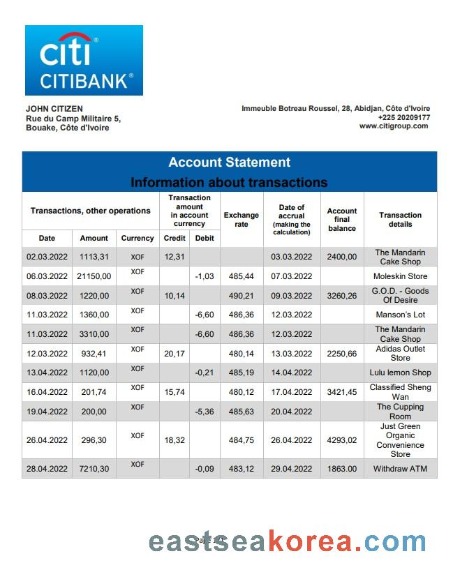 citi
CITIBANK®
JOHN CITIZEN
Rue du Camp Militaire 5,
Bouake, Côte d'Ivoire
Immeuble Botreau Roussel, 28, Abidjan, Côte d'Ivoire
+225 20209177
www.citigroup.com
Account Statement
Information about transactions
Transactions, other operations
Transaction
amount
in account
currency
Exchange
rate
Date of
accrual
(making the
calculation)
Account
final
balance
Transaction
details
Date Amount Currency Credit Debit
02.03.2022 1113,31 XOF 12,31 03.03.2022 2400,00 The Mandarin
Cake Shop
06.03.2022 21150,00 XOF -1,03 485,44 07.03.2022 Moleskin Store
08.03.2022 1220,00 XOF 10,14 490,21 09.03.2022 3260,26 G.O.D. - Goods
Of Desire
11.03.2022 1360,00 XOF -6,60 486,36 12.03.2022 Manson's Lot
11.03.2022 3310,00 XOF -6,60 486,36 12.03.2022 The Mandarin
Cake Shop
12.03.2022 932,41 XOF 20,17 480,14 13.03.2022 2250,66 Adidas Outlet
Store
13.04.2022 1120,00 XOF -0,21 485,19 14.04.2022 Lulu lemon Shop
16.04.2022 201,74 XOF 15,74 480,12 17.04.2022 3421,45 Classified Sheng
Wan
19.04.2022 200,00 XOF -5,36 485,63 20.04.2022 The Cupping
Room
26.04.2022 296,30 XOF 18,32 484,75 26.04.2022 4293,02 Just Green
Organic
Convenience
Store
28.04.2022 7210,30 XOF -0,09 483,12 29.04.2022 1863.00 Withdraw ATM
eastseakorea.com